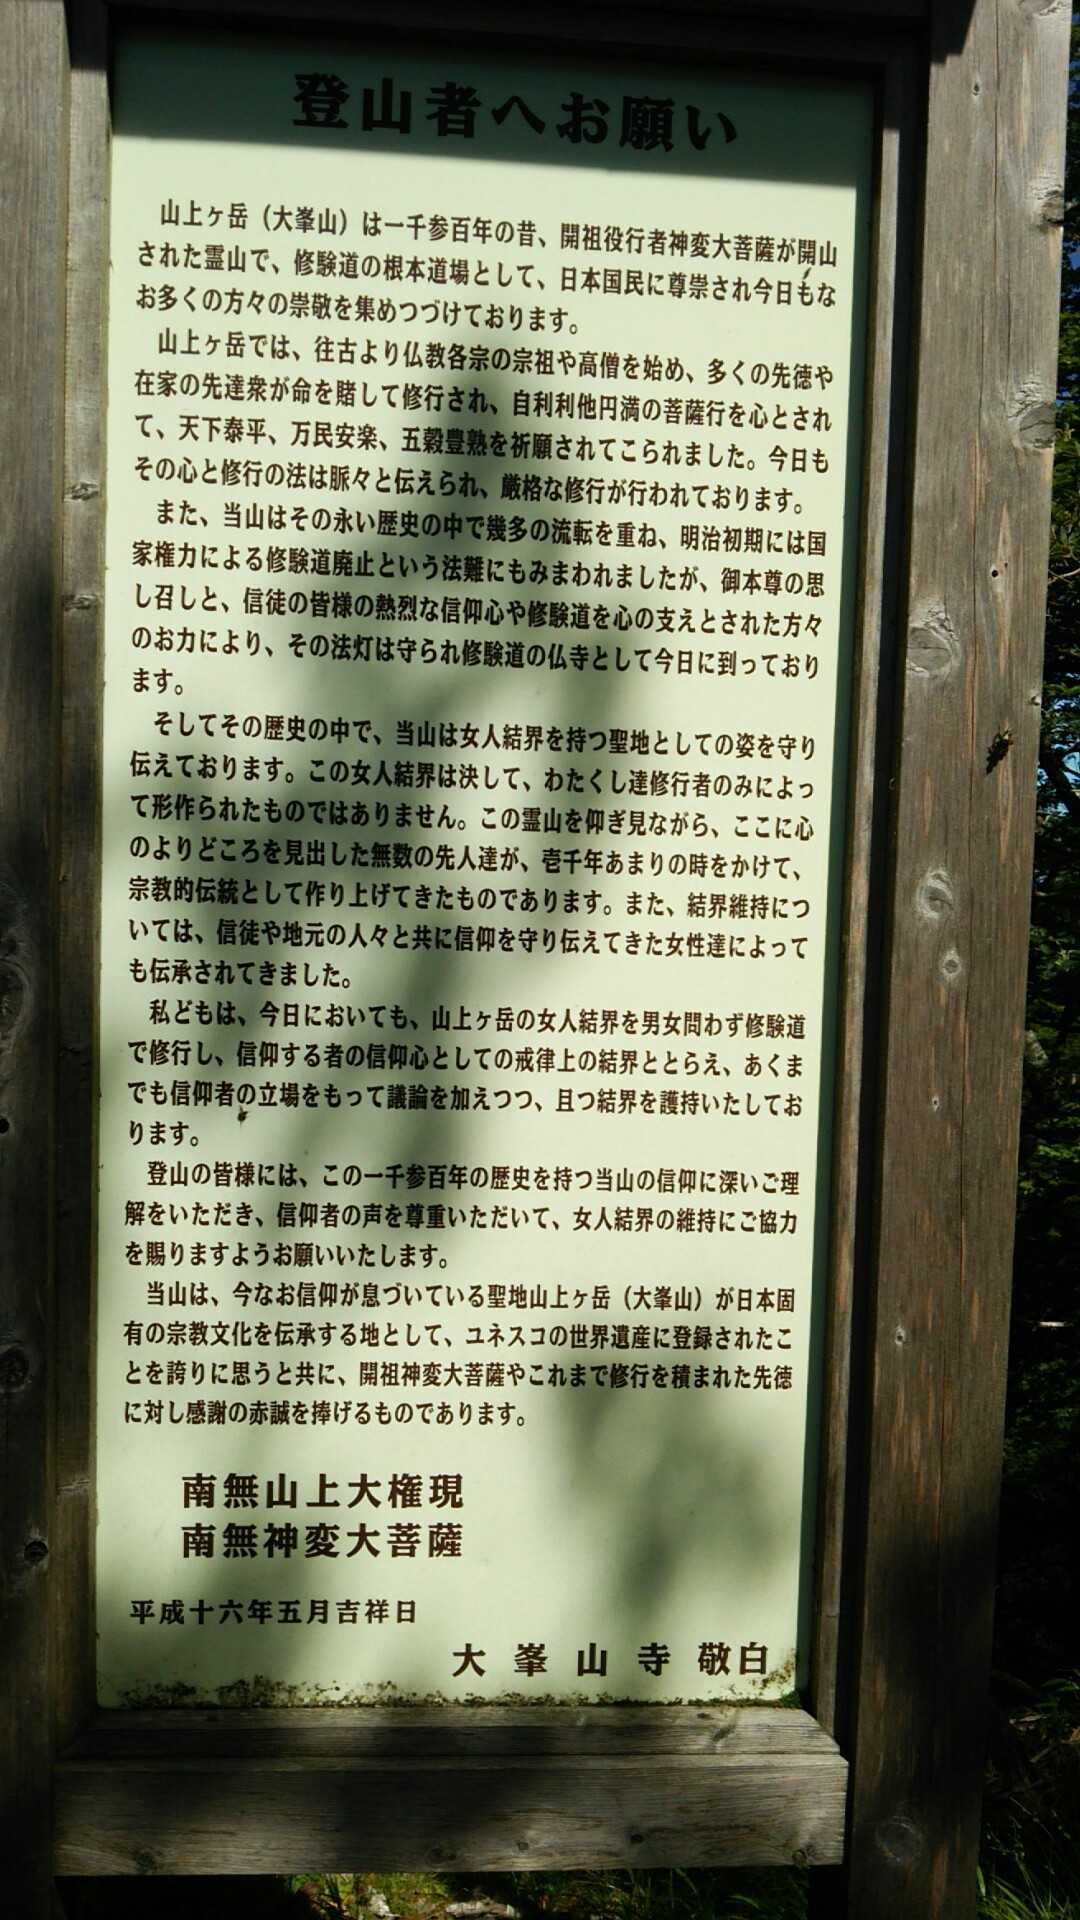 登山者へお願い
山上ヶ岳（大峯山）は一千参百年の昔、開祖役行者神変大菩薩が開山
された霊山で、修験道の根本道場として、日本国民に尊崇され今日もな
お多くの方々の崇敬を集めつづけております。
山上ヶ岳では、往古より仏教各宗の宗祖や高僧を始め、多くの先徳や
在家の先達衆が命を賭して修行され、自利利他円満の菩薩行を心とされ
て、天下泰平、万民安楽、五穀豊熟を祈願されてこられました。今日も
その心と修行の法は脈々と伝えられ、厳格な修行が行われております。
また、当山はその永い歴史の中で幾多の流転を重ね、明治初期には国
家権力による修験道廃止という法難にもみまわれましたが、御本尊の思
し召しと、信徒の皆様の熱烈な信仰心や修験道を心の支えとされた方々
のお力により、その法灯は守られ修験道の仏寺として今日に到っており
ます。
そしてその歴史の中で、当山は女人結界を持つ聖地としての姿を守り
伝えております。この女人結界は決して、わたくし達修行者のみによっ
て形作られたものではありません。この霊山を仰ぎ見ながら、ここに心
のよりどころを見出した無数の先人達が、壱千年あまりの時をかけて、
宗教的伝統として作り上げてきたものであります。また、結界維持につ
いては、信徒や地元の人々と共に信仰を守り伝えてきた女性達によって
も伝承されてきました。
私どもは、今日においても、山上ヶ岳の女人結界を男女問わず修験道
で修行し、信仰する者の信仰心としての戒律上の結界ととらえ、あくま
でも信仰者の立場をもって議論を加えつつ、且つ結界を護持いたしてお
ります。
登山の皆様には、この一千参百年の歴史を持つ当山の信仰に深いご理
解をいただき、信仰者の声を尊重いただいて、女人結界の維持にご協力
を賜りますようお願いいたします。
当山は、今なお信仰が息づいている聖地山上ヶ岳（大峯山）が日本固
有の宗教文化を伝承する地として、ユネスコの世界遺産に登録されたこ
とを誇りに思うと共に、開祖神変大菩薩やこれまで修行を積まれた先徳
に対し感謝の赤誠を捧げるものであります。
南無山上大権現
南無神変大菩薩
平成十六年五月吉祥日
大峯山寺 敬白